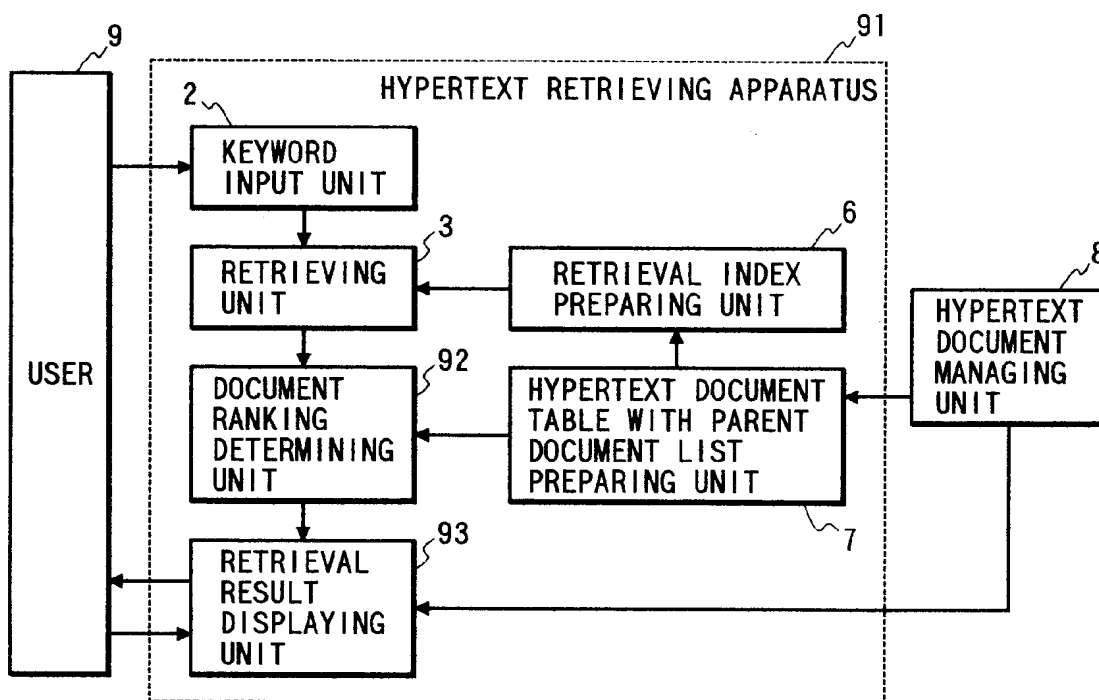 9
91
HYPERTEXT RETRIEVING APPARATUS
2
KEYWORD
INPUT UNIT
3
RETRIEVING
UNIT
6
RETRIEVAL INDEX
PREPARING UNIT
8
HYPERTEXT
DOCUMENT
MANAGING
UNIT
USER
92
DOCUMENT
RANKING
DETERMINING
UNIT
HYPERTEXT DOCUMENT
TABLE WITH PARENT
DOCUMENT LIST
PREPARING UNIT
7
93
RETRIEVAL
RESULT
DISPLAYING
UNIT